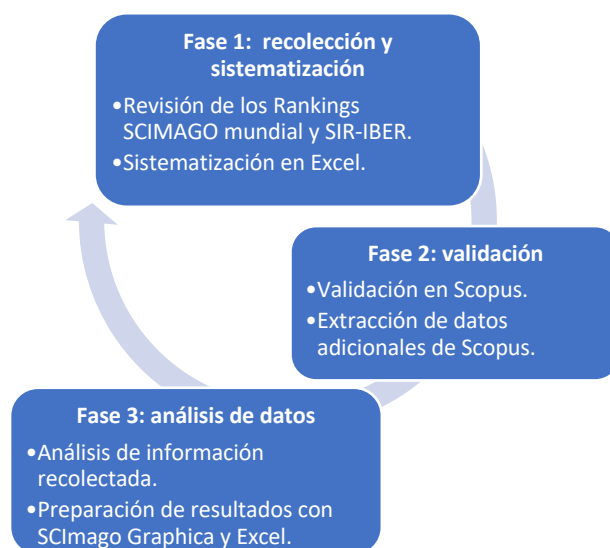 Fase 1: recolección y
sistematización
•Revisión de los Rankings
SCIMAGO mundial y SIR-IBER.
•Sistematización en Excel.
Fase 2: validación
•Validación en Scopus.
•Extracción de datos
adicionales de Scopus.
Fase 3: análisis de datos
•Análisis de información
recolectada.
•Preparación de resultados con
SCImago Graphica y Excel.